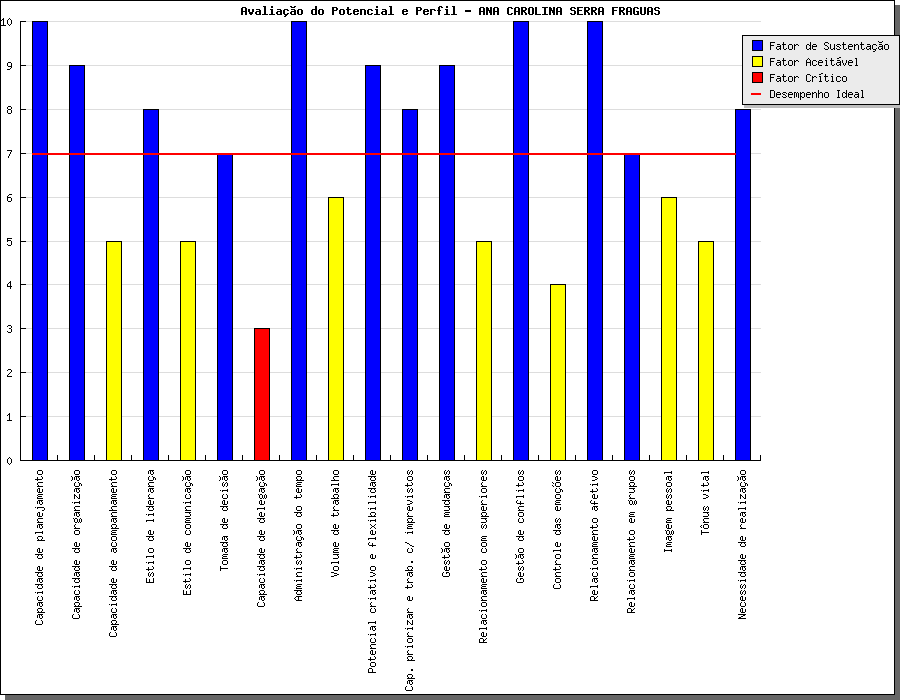 Avaliação do Potencial e Perfil - ANA CAROLINA SERRA FRAGUAS
Fator de Sustentação
Fator Aceitável
Fator Crítico
Desempenho Ideal
10
9
8
7
6
5
4
3
2
1
0
Capacidade de planejamento
Capacidade de organização
Capacidade de acompanhamento
Estilo de liderança
Estilo de comunicação
Tomada de decisão
Capacidade de delegação
Administração do tempo
Volume de trabalho
Potencial criativo e flexibilidade
Cap. priorizar e trab. c/ imprevistos
Gestão de mudanças
Relacionamento com superiores
Gestão de conflitos
Controle das emoções
Relacionamento afetivo
Relacionamento em grupos
Imagem pessoal
Tônus vital
Necessidade de realização